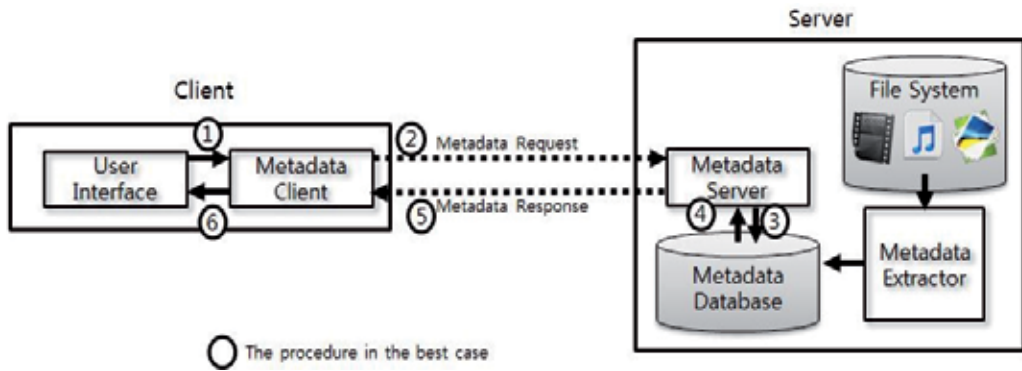 Server
Client
File System
①
②
Metadata Request
User
Interface
Metadata
Client
Metadata
Server
⑤
Metadata Response
⑥
④
③
Metadata
Database
Metadata
Extractor
The procedure in the best case